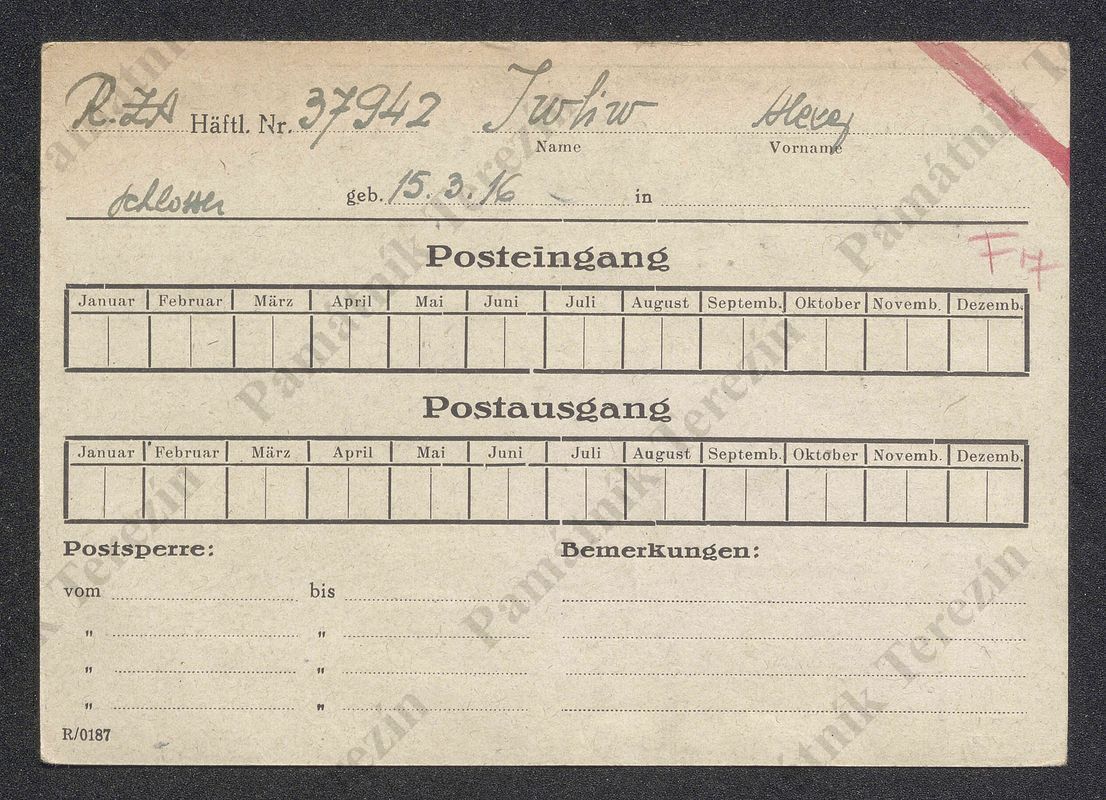 R.ZA Häftl. Nr. 37942 Iwliw Alexej
Name Vorname
Schlosser geb. 15.3.16 in
Posteingang
F 17
Januar Februar März April Mai Juni Juli August Septemb. Oktober Novemb. Dezemb.
Postausgang
Januar Februar März April Mai Juni Juli August Septemb. Oktober Novemb. Dezemb.
Postsperre: Bemerkungen:
vom bis
" "
" "
" "
R/0187
Památník Terezín